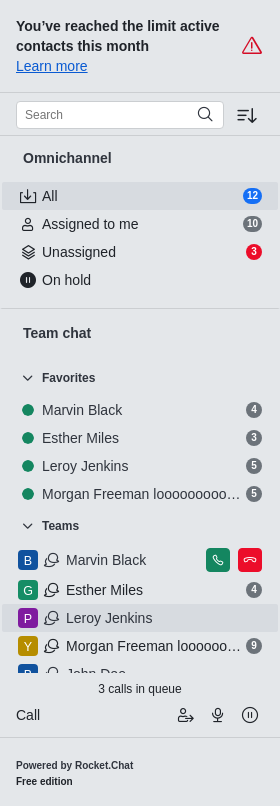 You've reached the limit active
contacts this month
Learn more
Search
Omnichannel
All 12
Assigned to me 10
Unassigned 3
On hold
Team chat
Favorites
Marvin Black 4
Esther Miles 3
Leroy Jenkins 5
Morgan Freeman looooooooo... 5
Teams
B Marvin Black
G Esther Miles 4
P Leroy Jenkins
Y Morgan Freeman looooooo... 9
B John Doe
3 calls in queue
Call
Powered by Rocket.Chat
Free edition